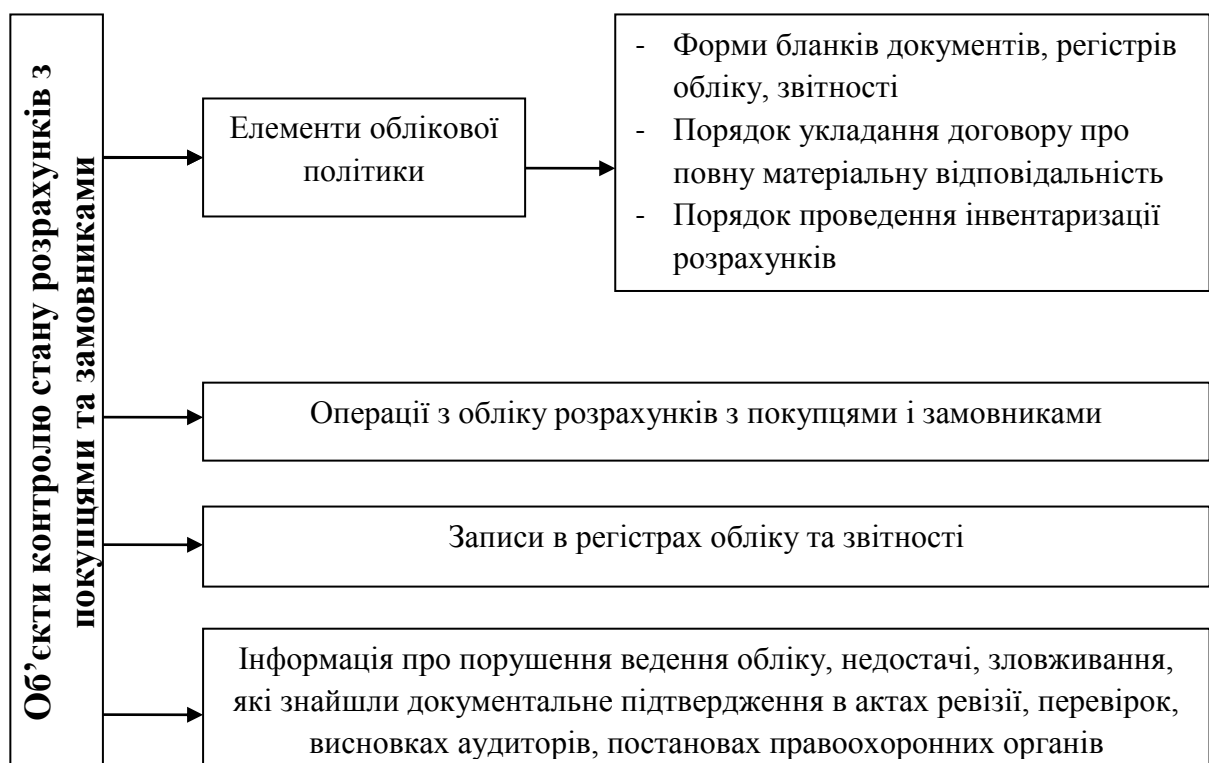 Об’єкти контролю стану розрахунків з
покупцями та замовниками
Елементи облікової
політики
- Форми бланків документів, регістрів
обліку, звітності
- Порядок укладання договору про
повну матеріальну відповідальність
- Порядок проведення інвентаризації
розрахунків
Операції з обліку розрахунків з покупцями і замовниками
Записи в регістрах обліку та звітності
Інформація про порушення ведення обліку, недостачі, зловживання,
які знайшли документальне підтвердження в актах ревізії, перевірок,
висновках аудиторів, постановах правоохоронних органів